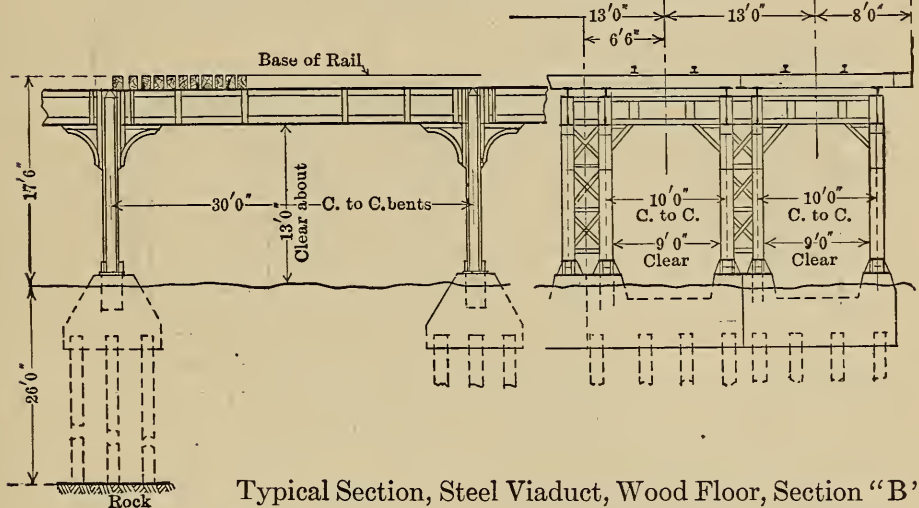 13'0"
13'0"
8'0"
6'6"
Base of Rail
17'6"
30'0"
C. to C. bents
13'0"
Clear about
10'0"
C. to C.
10'0"
C. to C.
9'0"
Clear
9'0"
Clear
26'0"
Rock
Typical Section, Steel Viaduct, Wood Floor, Section "B"